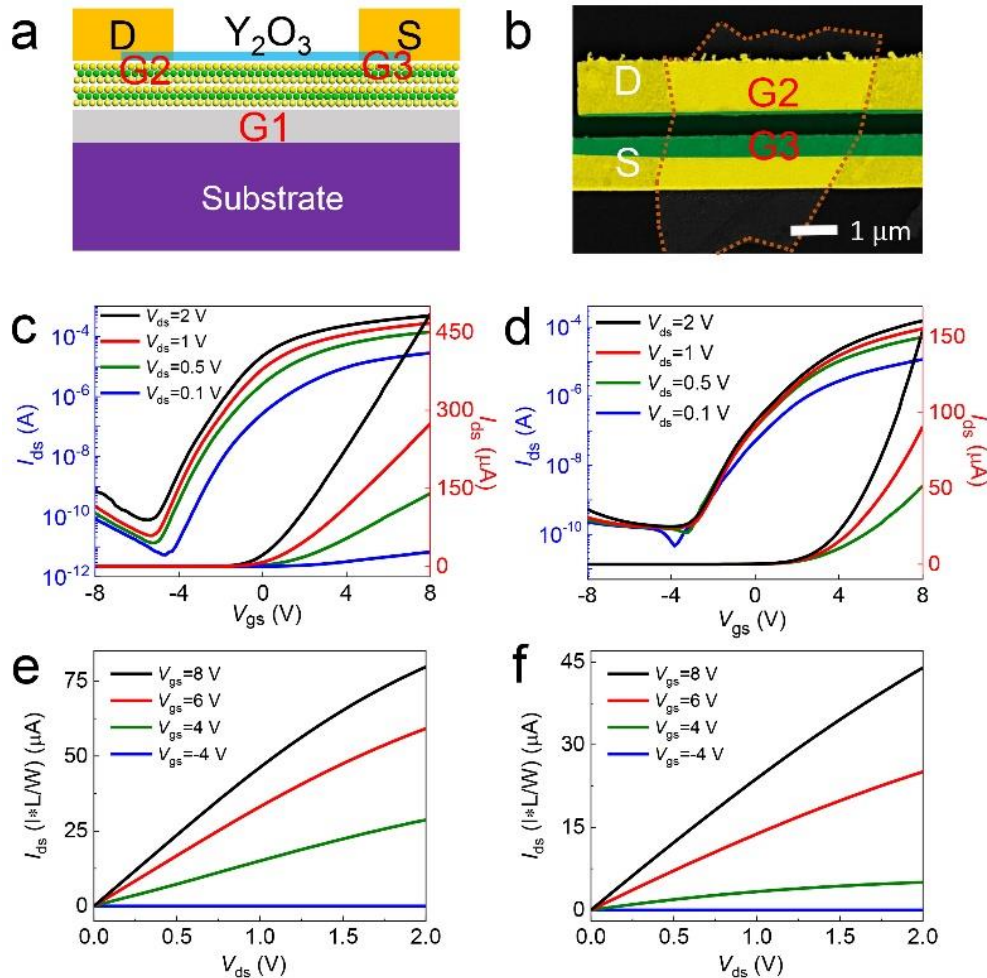 a
D
Y2O3
S
G2
G3
G1
Substrate
b
D
G2
S
G3
1 μm
c
Vds=2 V
Vds=1 V
Vds=0.5 V
Vds=0.1 V
10-4
10-6
10-8
10-10
10-12
Ids (A)
450
300
150
0
Ids (μA)
-8
-4
0
4
8
Vgs (V)
d
Vds=2 V
Vds=1 V
Vds=0.5 V
Vds=0.1 V
10-4
10-6
10-8
10-10
Ids (A)
150
100
50
0
Ids (μA)
-8
-4
0
4
8
Vgs (V)
e
Vgs=8 V
Vgs=6 V
Vgs=4 V
Vgs=-4 V
75
50
25
0
Ids (I*L/W) (μA)
0.0
0.5
1.0
1.5
2.0
Vds (V)
f
Vgs=8 V
Vgs=6 V
Vgs=4 V
Vgs=-4 V
45
30
15
0
Ids (I*L/W) (μA)
0.0
0.5
1.0
1.5
2.0
Vds (V)